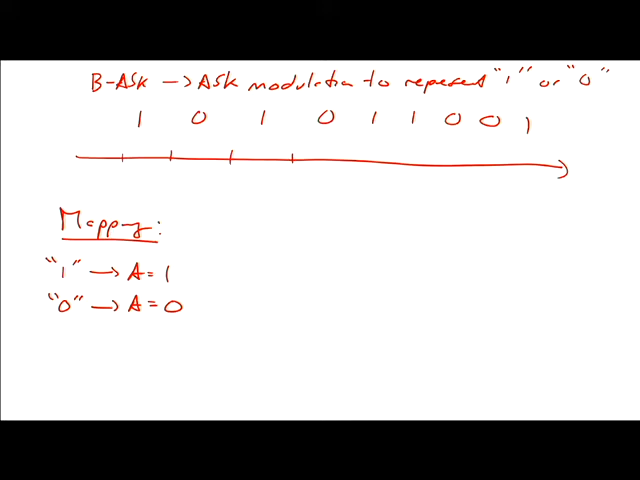 B-ASK → ASK modulation to represent "1" or "0"
1 0 1 0 1 1 0 0 1
Mapping:
"1" → A = 1
"0" → A = 0